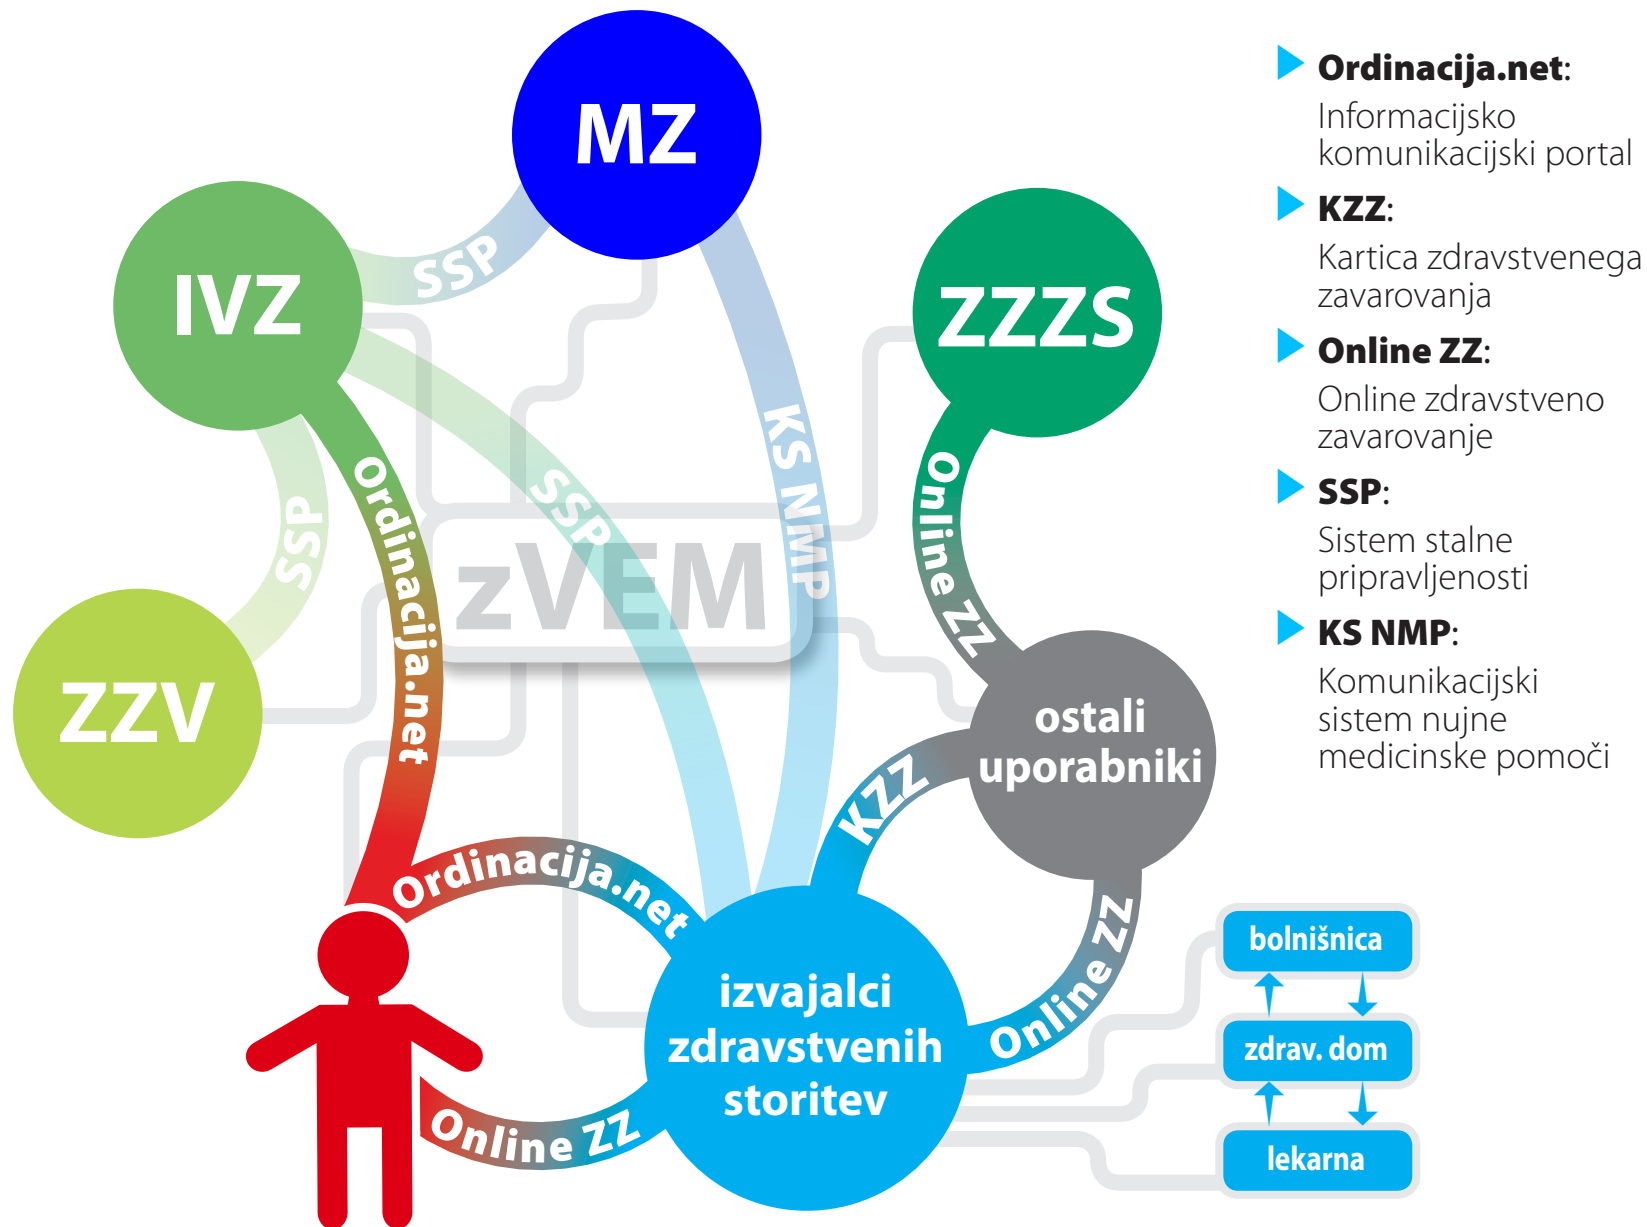 MZ
IVZ
ZZZS
ZZV
zVEM
SSP
SSP
SSP
KS NMP
Ordinacija.net
Online ZZ
ostali
uporabniki
KZZ
Ordinacija.net
Online ZZ
Online ZZ
izvajalci
zdravstvenih
storitev
bolnišnica
zdrav. dom
lekarna
Ordinacija.net:
Informacijsko
komunikacijski portal
KZZ:
Kartica zdravstvenega
zavarovanja
Online ZZ:
Online zdravstveno
zavarovanje
SSP:
Sistem stalne
pripravljenosti
KS NMP:
Komunikacijski
sistem nujne
medicinske pomoči